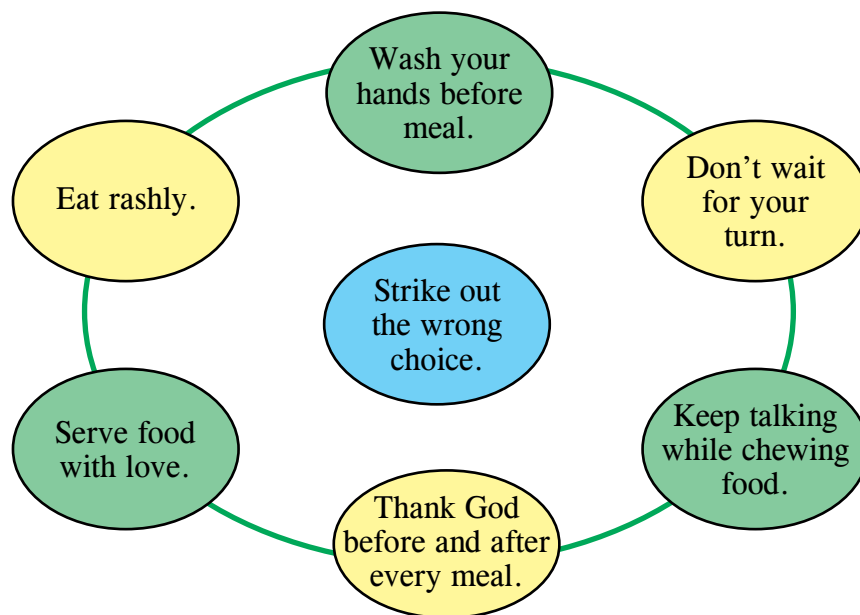 Wash your
hands before
meal.
Don't wait
for your
turn.
Eat rashly.
Strike out
the wrong
choice.
Keep talking
while chewing
food.
Serve food
with love.
Thank God
before and after
every meal.